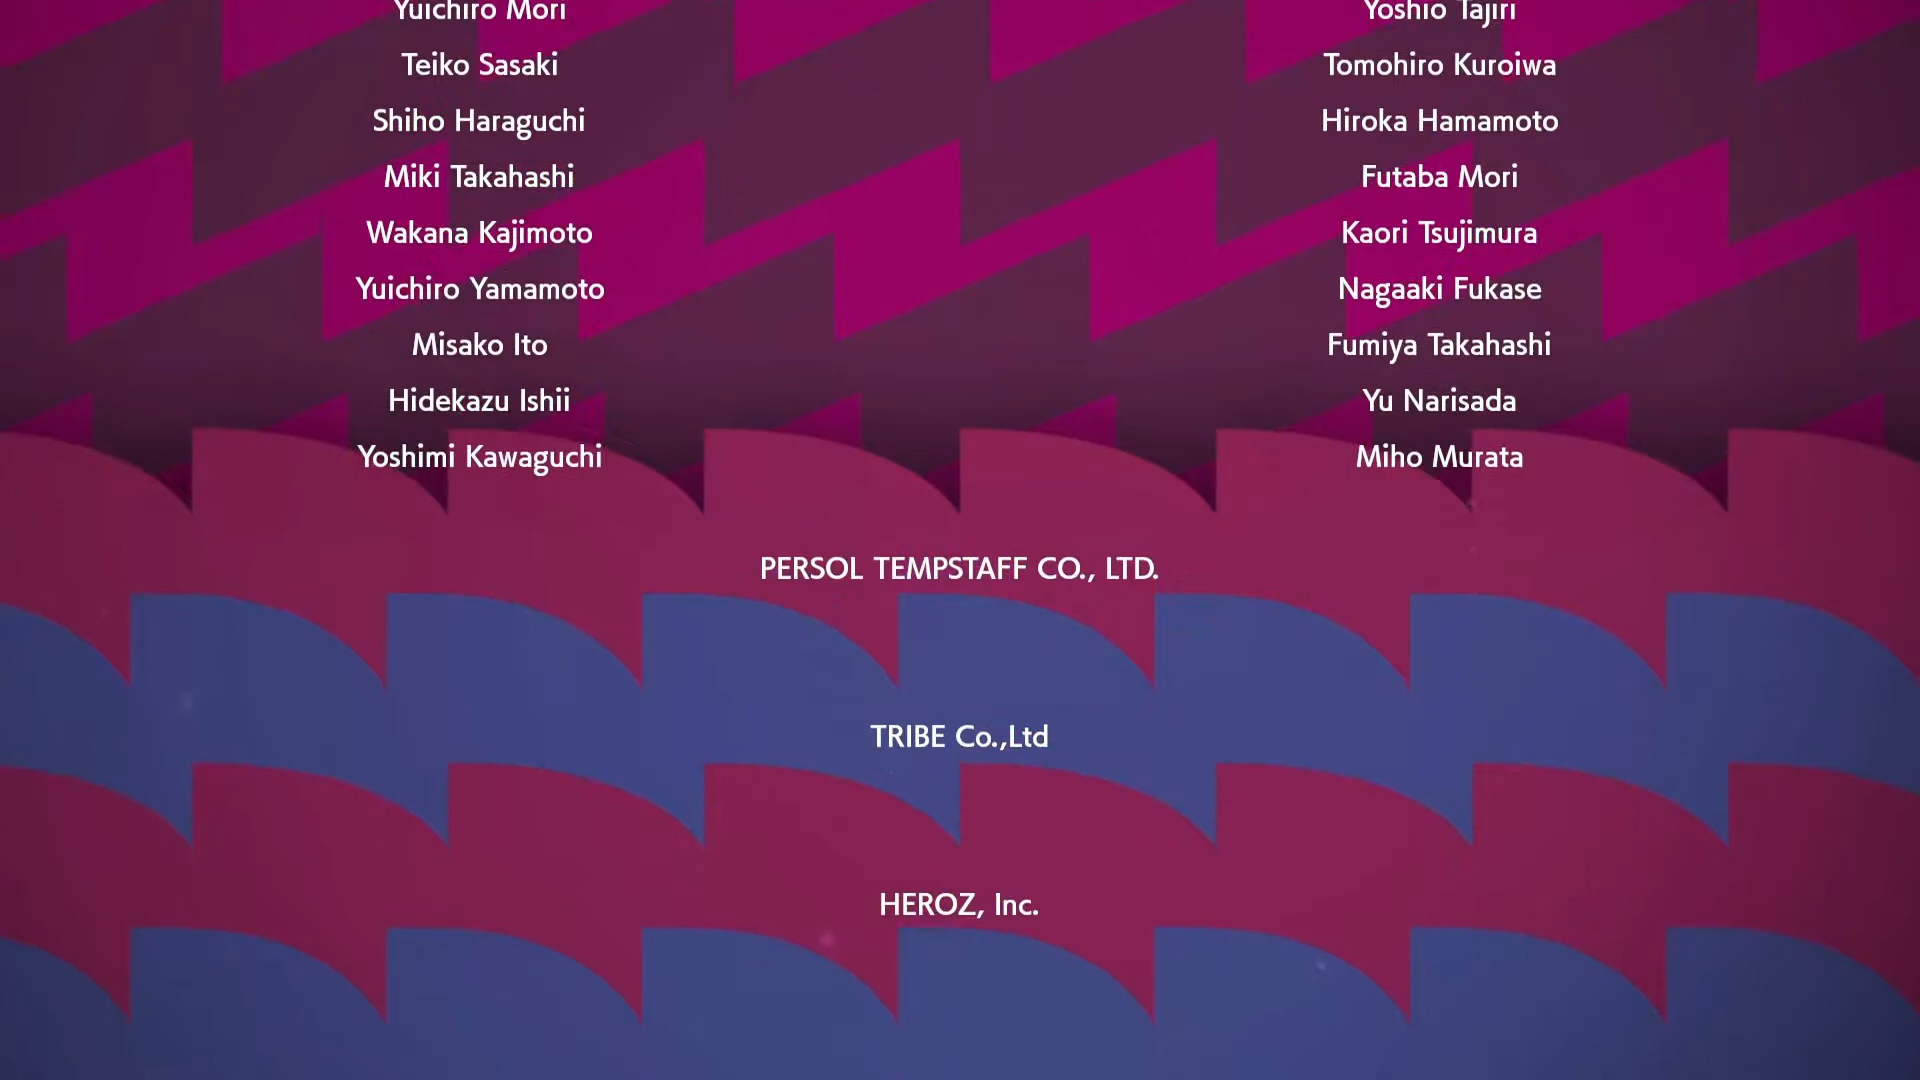 Yuichiro Mori
Yoshio Tajiri
Teiko Sasaki
Tomohiro Kuroiwa
Shiho Haraguchi
Hiroka Hamamoto
Miki Takahashi
Futaba Mori
Wakana Kajimoto
Kaori Tsujimura
Yuichiro Yamamoto
Nagaaki Fukase
Misako Ito
Fumiya Takahashi
Hidekazu Ishii
Yu Narisada
Yoshimi Kawaguchi
Miho Murata
PERSOL TEMPSTAFF CO., LTD.
TRIBE Co.,Ltd
HEROZ, Inc.